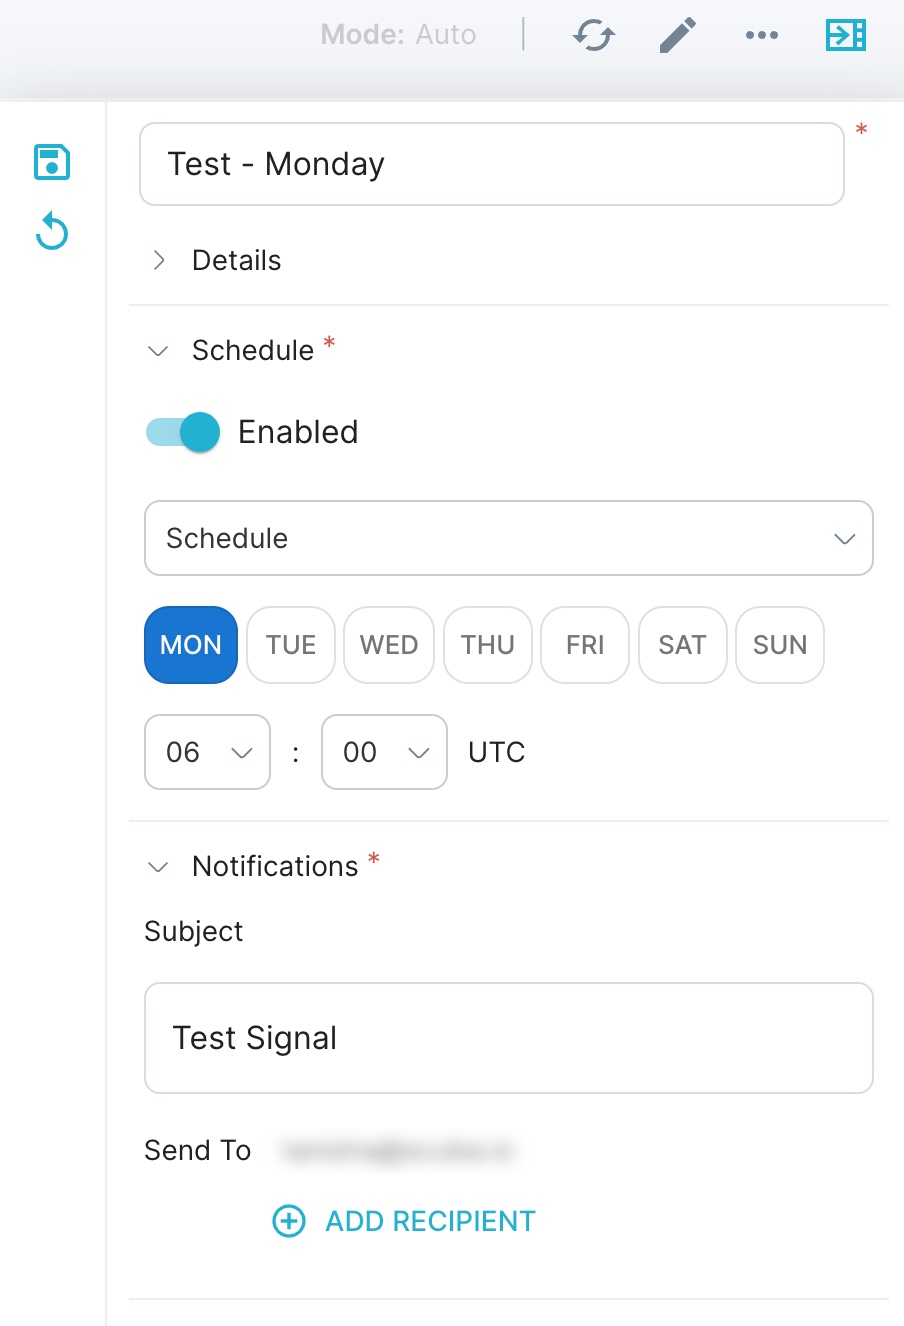 Mode: Auto
Test - Monday *
Details
Schedule *
Enabled
Schedule
MON TUE WED THU FRI SAT SUN
06 : 00 UTC
Notifications *
Subject
Test Signal
Send To
ADD RECIPIENT